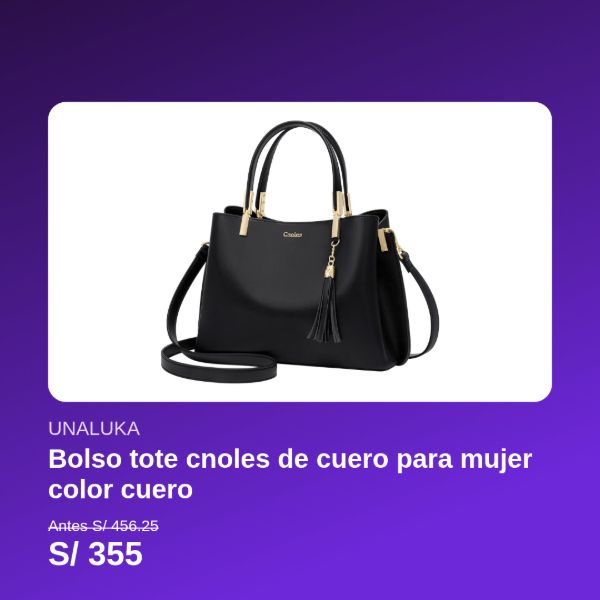 Cnoles
UNALUKA
Bolso tote cnoles de cuero para mujer
color cuero
Antes S/ 456.25
S/ 355